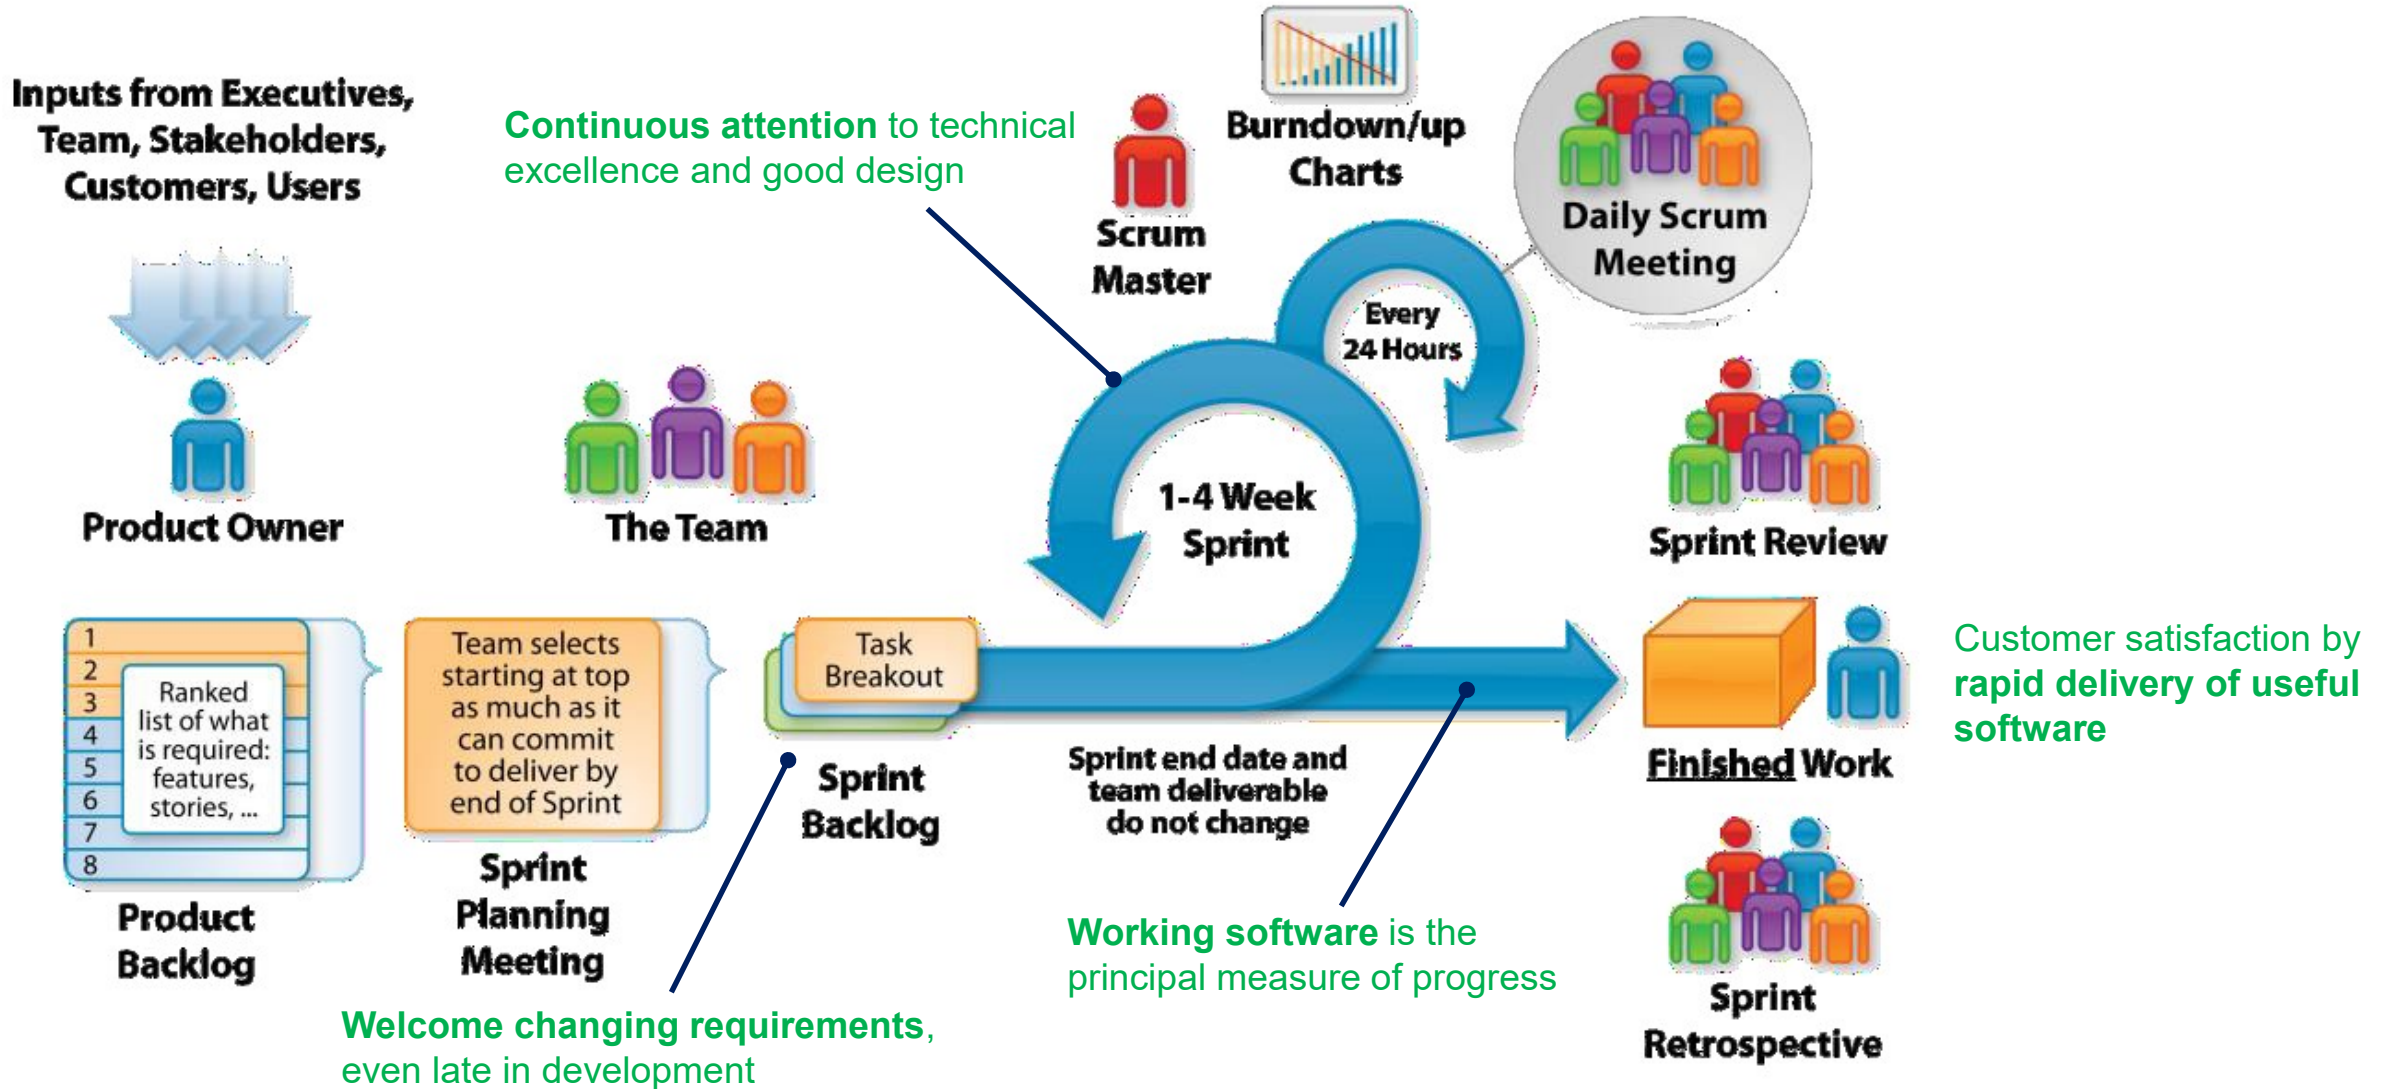 Inputs from Executives,
Team, Stakeholders,
Customers, Users
Product Owner
Continuous attention to technical
excellence and good design
The Team
Scrum
Master
Burndown/up
Charts
Daily Scrum
Meeting
Every
24 Hours
1-4 Week
Sprint
Sprint Review
1
2
3
4
5
6
7
8
Ranked
list of what
is required:
features,
stories, ...
Product
Backlog
Team selects
starting at top
as much as it
can commit
to deliver by
end of Sprint
Sprint
Planning
Meeting
Task
Breakout
Sprint
Backlog
Sprint end date and
team deliverable
do not change
Finished Work
Customer satisfaction by
rapid delivery of useful
software
Welcome changing requirements,
even late in development
Working software is the
principal measure of progress
Sprint
Retrospective